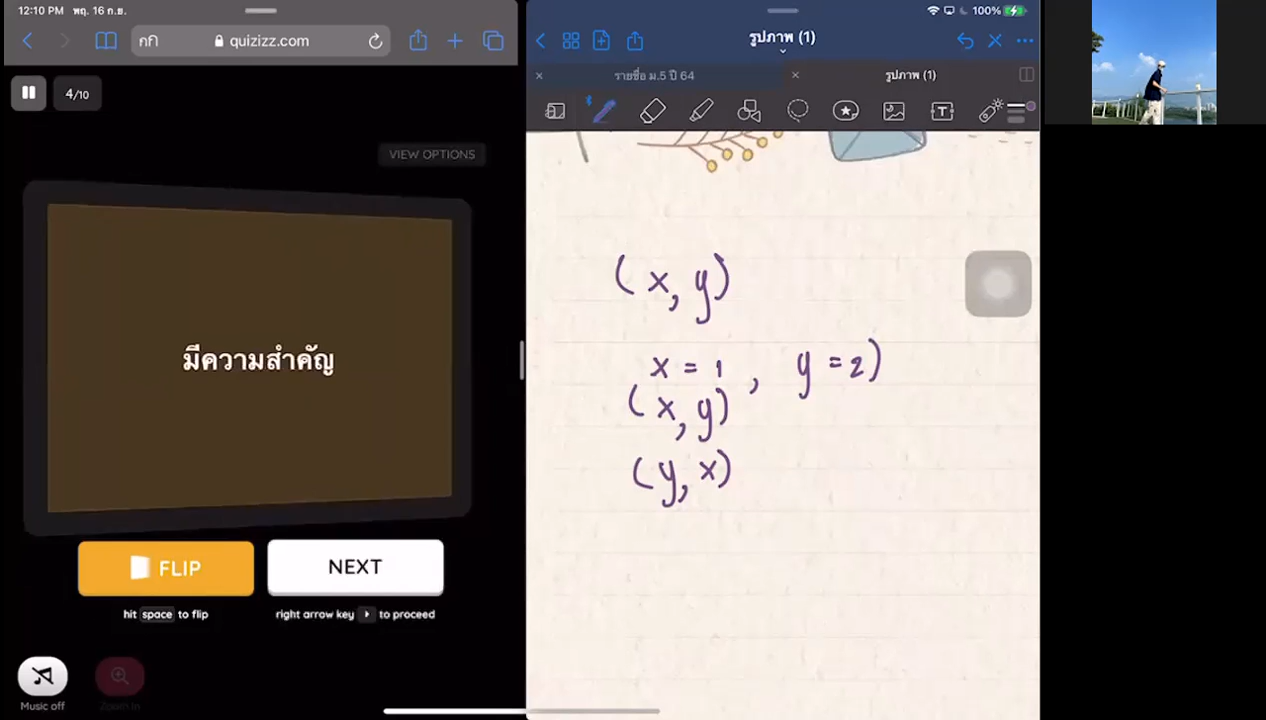 12:10 PM พฤ. 16 ก.ย.
กก quizizz.com
4/10
VIEW OPTIONS
มีความสำคัญ
FLIP
NEXT
hit space to flip
right arrow key to proceed
Music off
Zoom in
100%
รูปภาพ (1)
รายชื่อ ม.5 ปี 64
รูปภาพ (1)
(x, y)
x = 1 , y = 2)
(x, y)
(y, x)